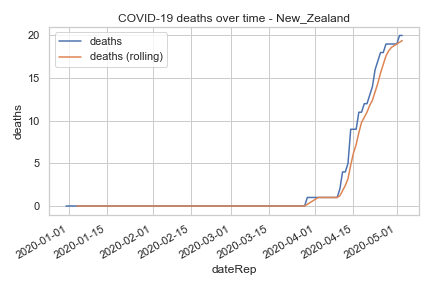 COVID-19 deaths over time - New_Zealand
deaths
deaths (rolling)
20
15
10
5
0
deaths
2020-01-01
2020-01-15
2020-02-01
2020-02-15
2020-03-01
2020-03-15
2020-04-01
2020-04-15
2020-05-01
dateRep